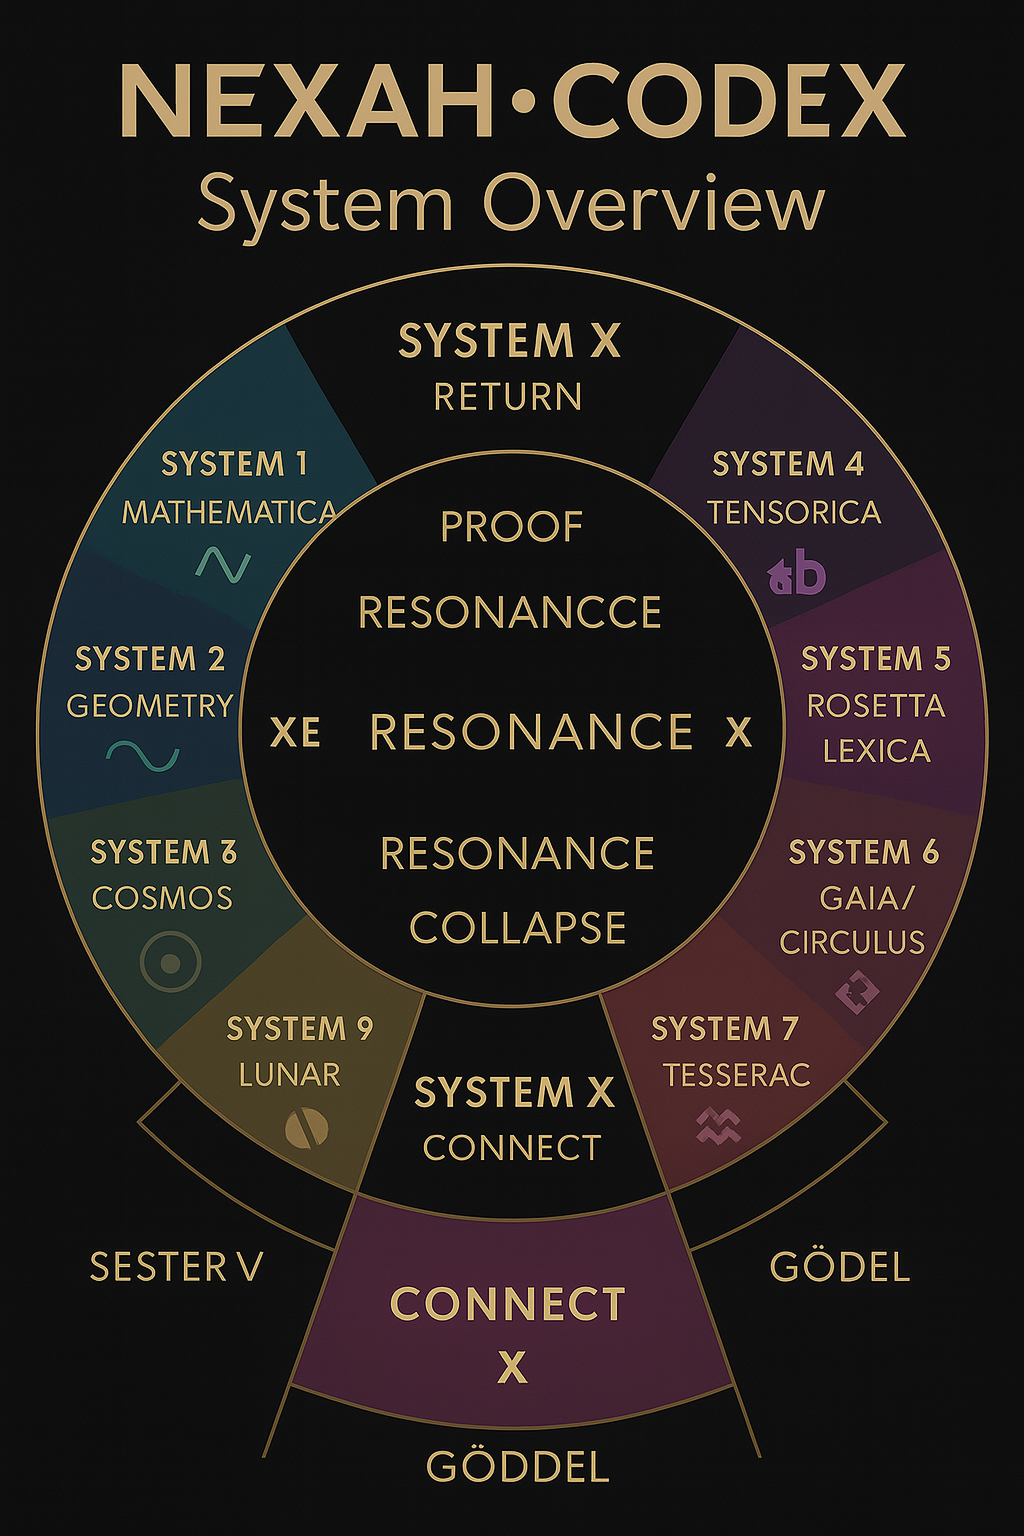 NEXAH·CODEX
System Overview
SYSTEM X
RETURN
SYSTEM 1
MATHEMATICA
SYSTEM 4
TENSORICA
PROOF
RESONANCCE
SYSTEM 2
GEOMETRY
SYSTEM 5
ROSETTA
LEXICA
XE RESONANCE X
SYSTEM 3
COSMOS
RESONANCE
COLLAPSE
SYSTEM 6
GAIA/
CIRCULUS
SYSTEM 9
LUNAR
SYSTEM X
CONNECT
SYSTEM 7
TESSERAC
SESTER V
GÖDEL
CONNECT
X
GÖDDEL